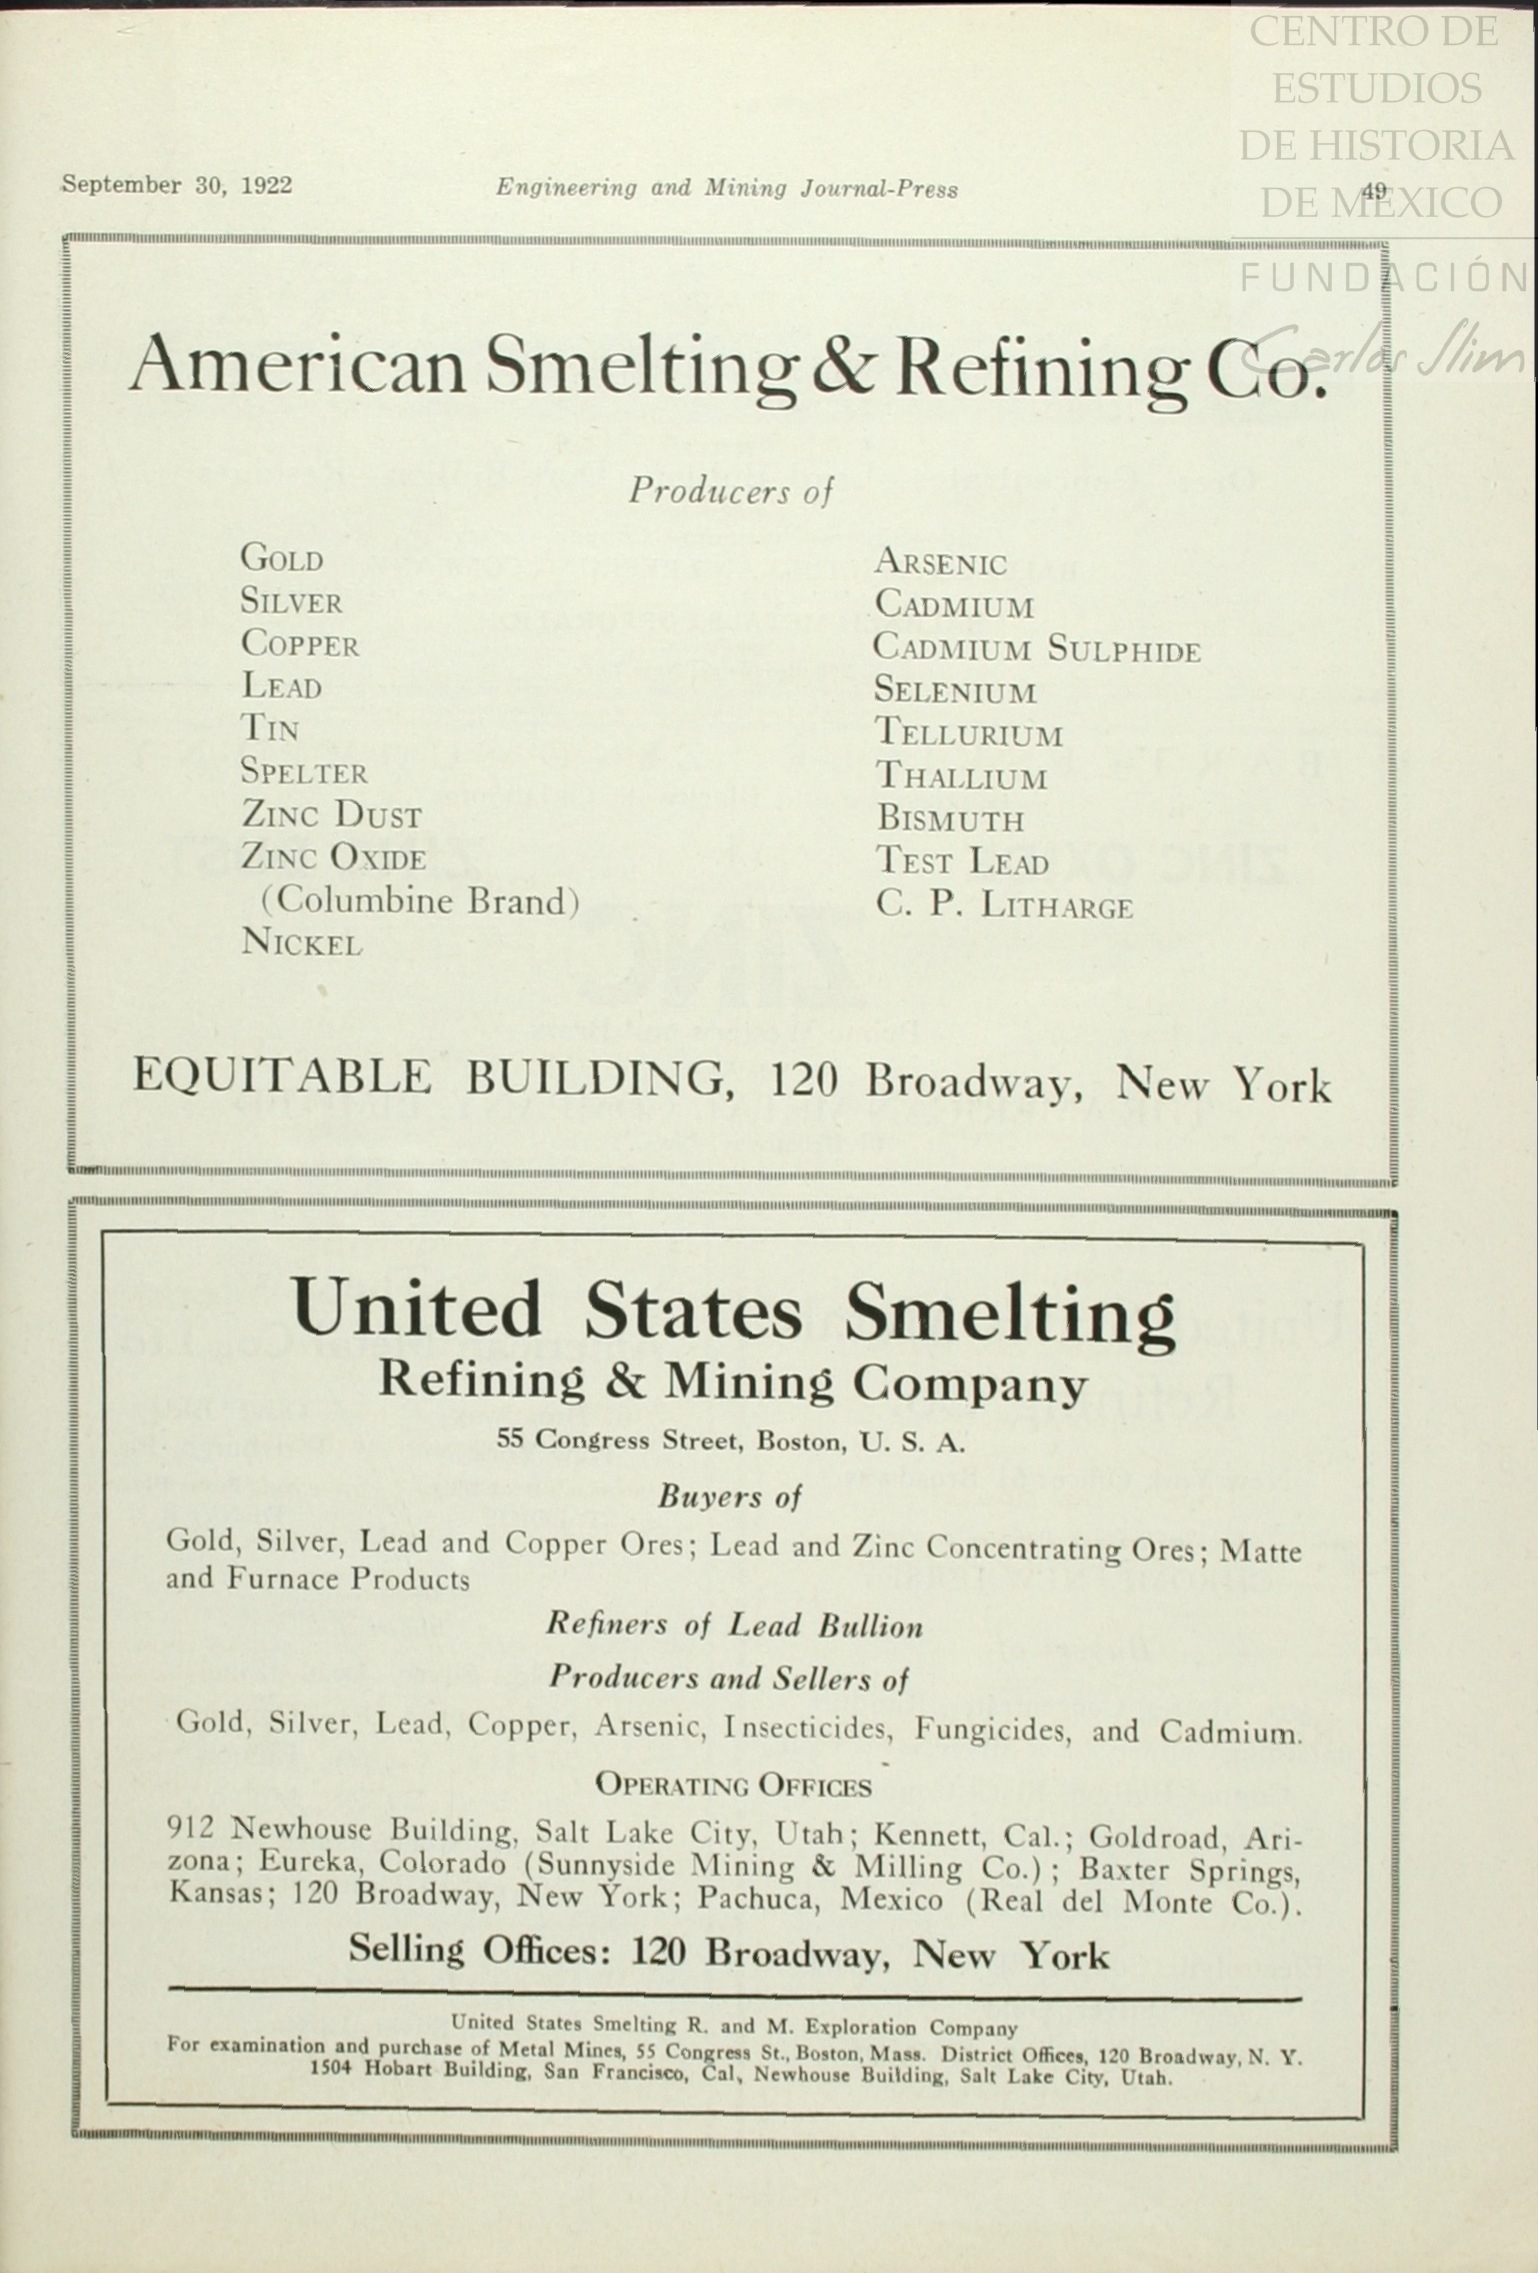 CENTRO DE
ESTUDIOS
DE HISTORIA
DE MEXICO
FUNDACIÓN
Carlos Slim
September 30, 1922 Engineering and Mining Journal-Press 49
American Smelting & Refining Co.
Producers of
GOLD
SILVER
COPPER
LEAD
TIN
SPELTER
ZINC DUST
ZINC OXIDE
(Columbine Brand)
NICKEL
ARSENIC
CADMIUM
CADMIUM SULPHIDE
SELENIUM
TELLURIUM
THALLIUM
BISMUTH
TEST LEAD
C. P. LITHARGE
EQUITABLE BUILDING, 120 Broadway, New York
United States Smelting
Refining & Mining Company
55 Congress Street, Boston, U. S. A.
Buyers of
Gold, Silver, Lead and Copper Ores; Lead and Zinc Concentrating Ores; Matte
and Furnace Products
Refiners of Lead Bullion
Producers and Sellers of
Gold, Silver, Lead, Copper, Arsenic, Insecticides, Fungicides, and Cadmium.
OPERATING OFFICES
912 Newhouse Building, Salt Lake City, Utah; Kennett, Cal.; Goldroad, Ari-
zona; Eureka, Colorado (Sunnyside Mining & Milling Co.); Baxter Springs,
Kansas; 120 Broadway, New York; Pachuca, Mexico (Real del Monte Co.).
Selling Offices: 120 Broadway, New York
United States Smelting R. and M. Exploration Company
For examination and purchase of Metal Mines, 55 Congress St., Boston, Mass. District Offices, 120 Broadway, N. Y.
1504 Hobart Building, San Francisco, Cal, Newhouse Building, Salt Lake City, Utah.